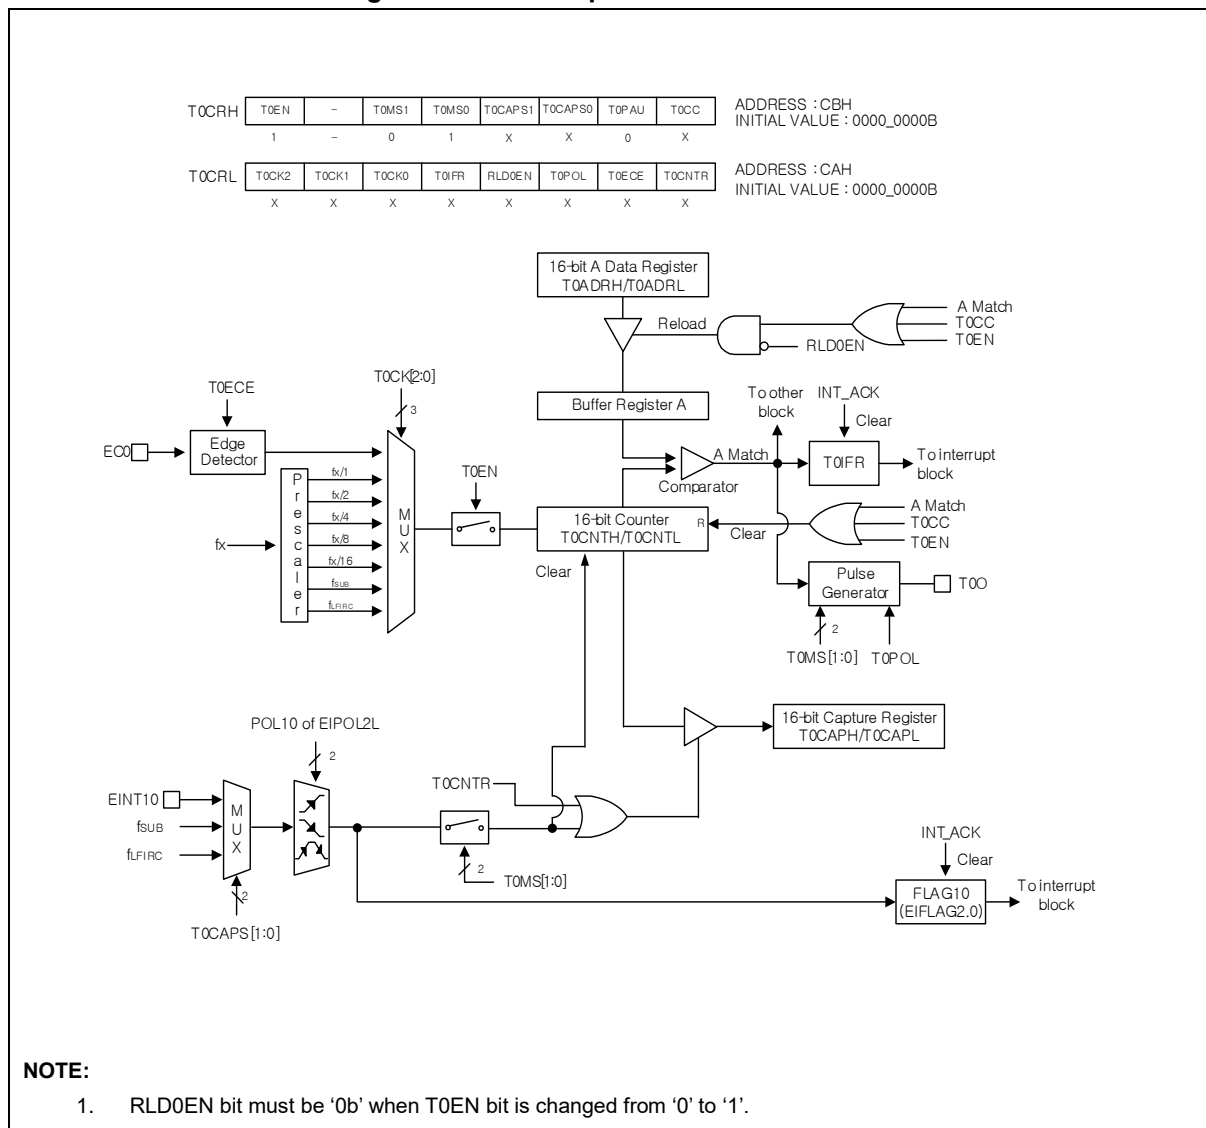 T0CRH T0EN – T0MS1 T0MS0 T0CAPS1 T0CAPS0 T0PAU T0CC ADDRESS : CBH
INITIAL VALUE : 0000_0000B
1 – 0 1 X X 0 X
T0CRL T0CK2 T0CK1 T0CK0 T0IFR RLD0EN T0POL T0ECE T0CNTR ADDRESS : CAH
INITIAL VALUE : 0000_0000B
X X X X X X X X
16-bit A Data Register
T0ADRH/T0ADRL
Reload
A Match
T0CC
T0EN
RLD0EN
T0CK[2:0]
3
T0ECE
Buffer Register A
To other
block
INT_ACK
Clear
EC0
Edge
Detector
A Match
T0IFR
To interrupt
block
Comparator
T0EN
Prescaler
fx
fx/1
fx/2
fx/4
fx/8
fx/16
fSUB
fLFIRC
MUX
16-bit Counter
T0CNTH/T0CNTL
R
Clear
A Match
T0CC
T0EN
Clear
Pulse
Generator
T0O
2
T0MS[1:0] T0POL
16-bit Capture Register
T0CAPH/T0CAPL
POL10 of EIPOL2L
2
T0CNTR
EINT10
fSUB
fLFIRC
MUX
2
T0CAPS[1:0]
2
T0MS[1:0]
INT_ACK
Clear
FLAG10
(EIFLAG2.0)
To interrupt
block
NOTE:
1. RLD0EN bit must be ‘0b’ when T0EN bit is changed from ‘0’ to ‘1’.